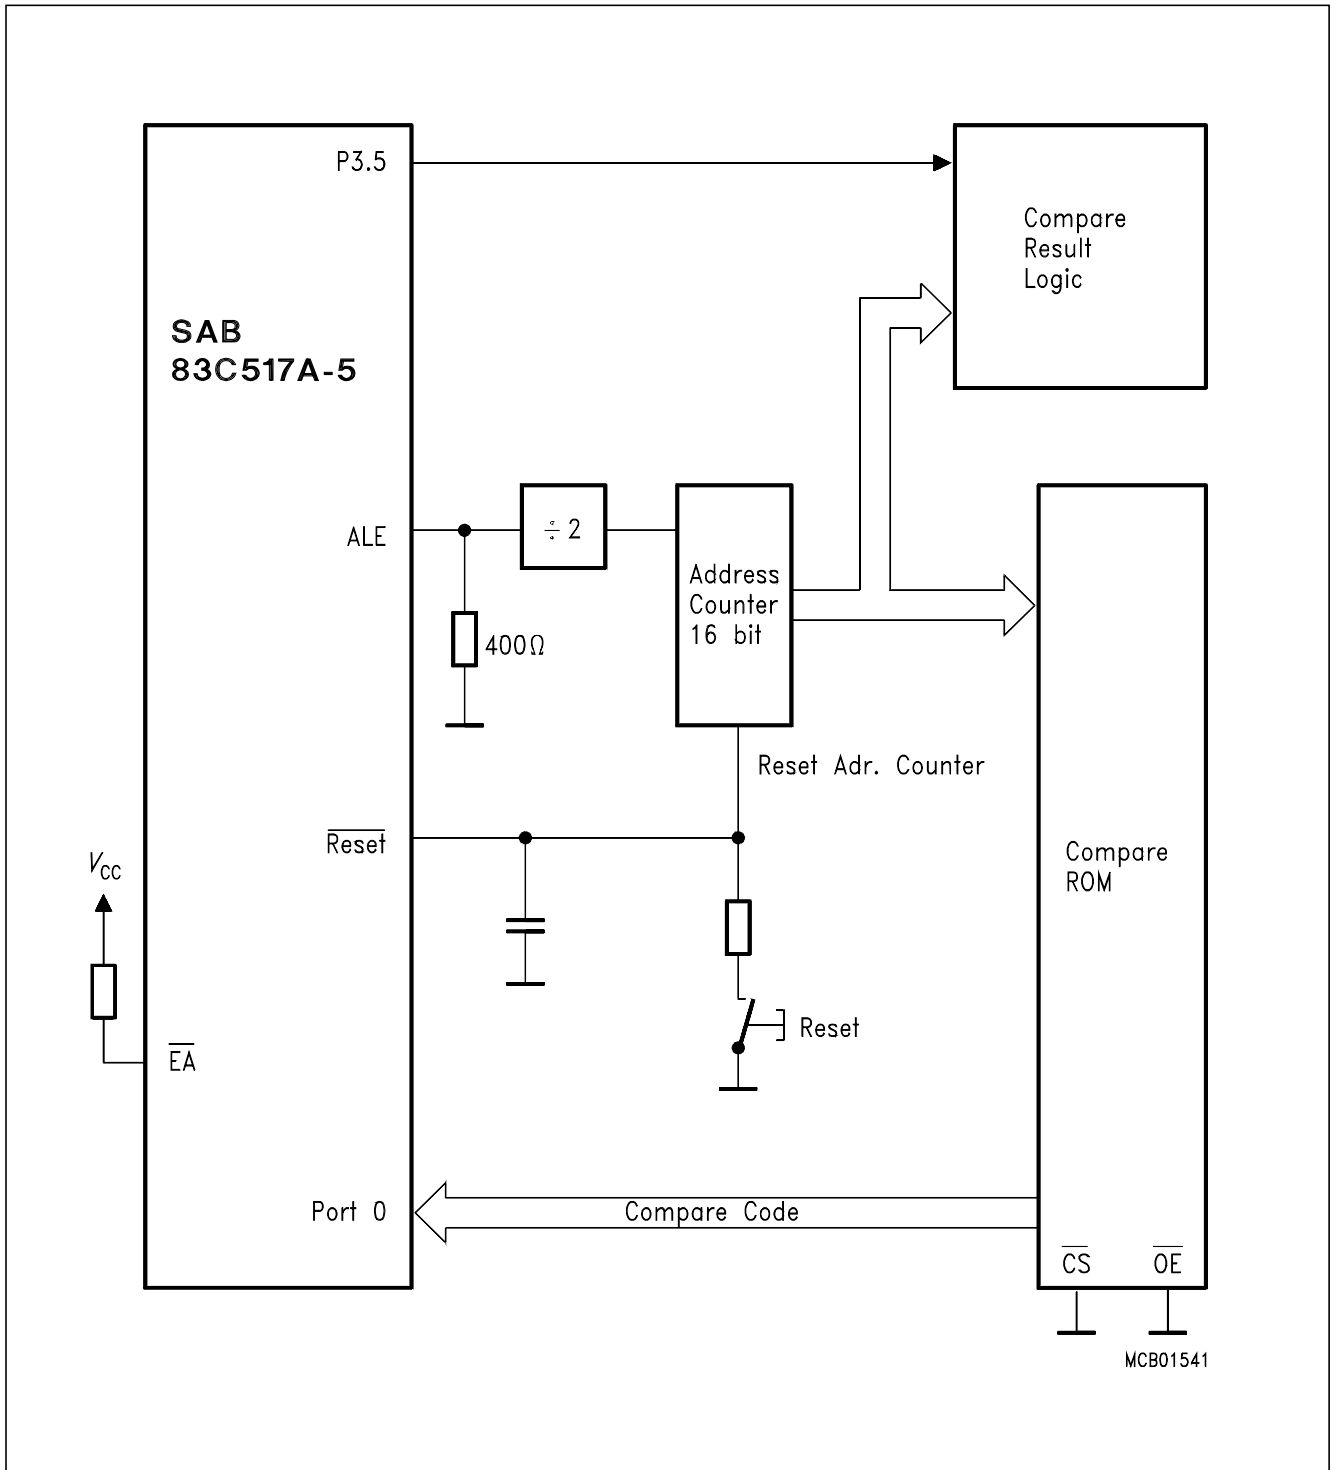 P3.5
Compare
Result
Logic
SAB
83C517A-5
ALE
÷ 2
Address
Counter
16 bit
400Ω
Reset Adr. Counter
Reset
Compare
ROM
VCC
Reset
EA
Port 0
Compare Code
CS OE
MCB01541